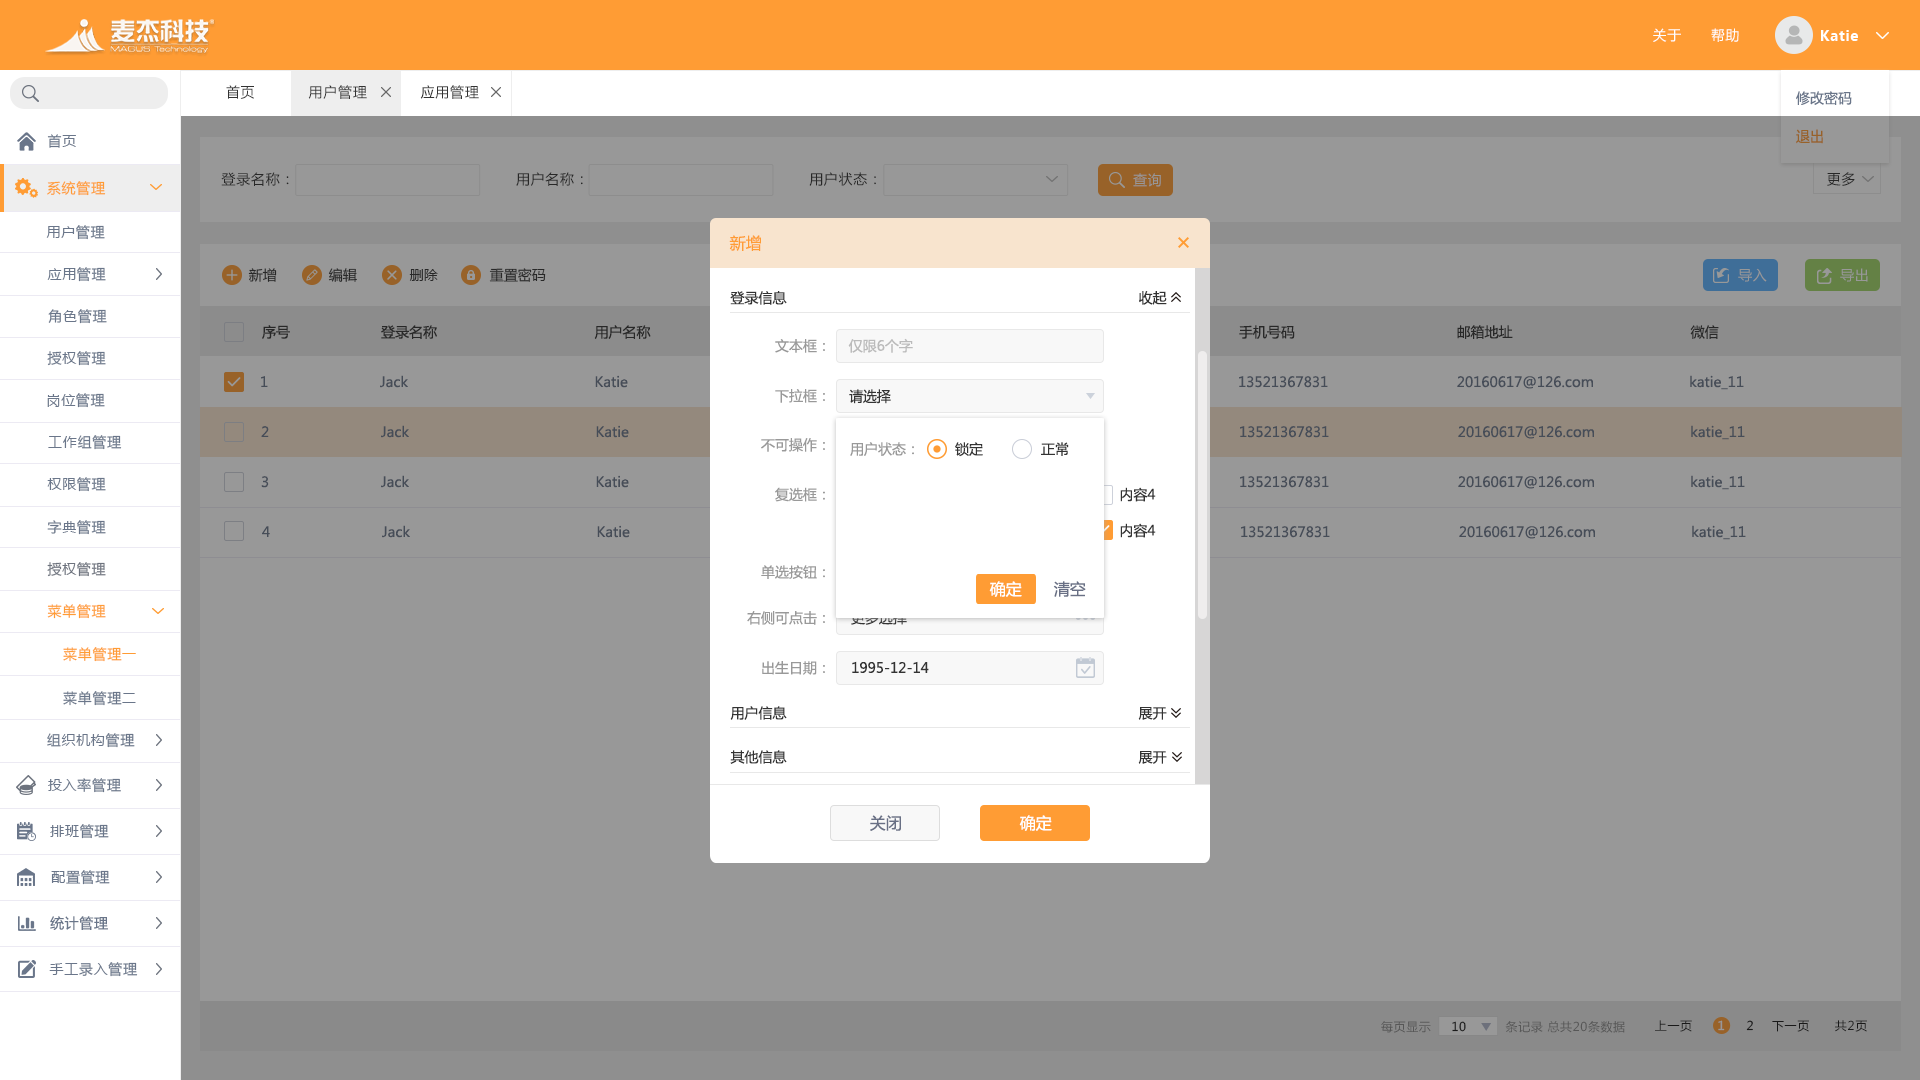 麦杰科技®
MAGUS Technology
关于 帮助 Katie
修改密码
退出
首页 用户管理 应用管理
首页
系统管理
用户管理
应用管理
角色管理
授权管理
岗位管理
工作组管理
权限管理
字典管理
授权管理
菜单管理
菜单管理一
菜单管理二
组织机构管理
投入率管理
排班管理
配置管理
统计管理
手工录入管理
登录名称 : 用户名称 : 用户状态 : 查询 更多
新增 编辑 删除 重置密码 导入 导出
序号 登录名称 用户名称 手机号码 邮箱地址 微信
1 Jack Katie 13521367831 20160617@126.com katie_11
2 Jack Katie 13521367831 20160617@126.com katie_11
3 Jack Katie 13521367831 20160617@126.com katie_11
4 Jack Katie 13521367831 20160617@126.com katie_11
新增
登录信息 收起
文本框 : 仅限6个字
下拉框 : 请选择
不可操作 :
用户状态 : 锁定 正常
复选框 : 内容4
内容4
单选按钮 :
确定 清空
右侧可点击 : 更多选择
出生日期 : 1995-12-14
用户信息 展开
其他信息 展开
关闭 确定
每页显示 10 条记录 总共20条数据 上一页 1 2 下一页 共2页